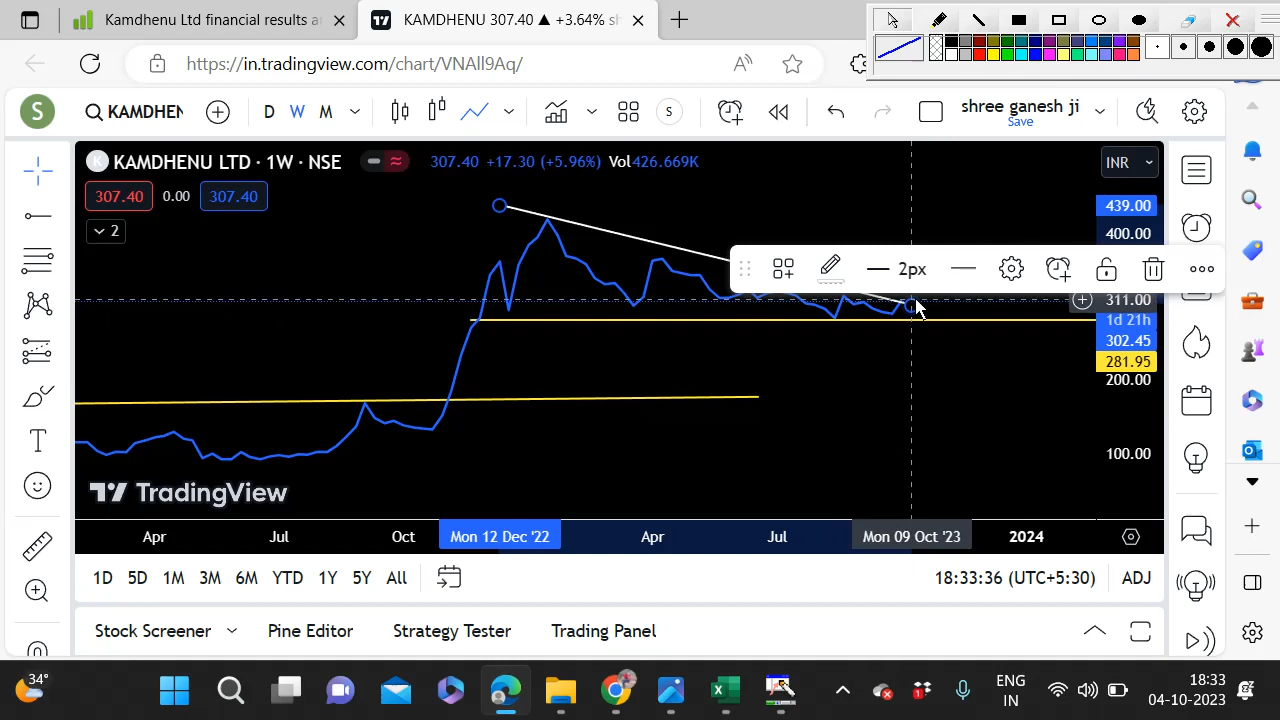 Kamdhenu Ltd financial results a
KAMDHENU 307.40 ▲ +3.64% sh
https://in.tradingview.com/chart/VNAll9Aq/
S
KAMDHEN
D W M
S
shree ganesh ji
Save
K KAMDHENU LTD · 1W · NSE
307.40 +17.30 (+5.96%) Vol426.669K
INR
307.40 0.00 307.40
2
439.00
400.00
2px
311.00
1d 21h
302.45
281.95
200.00
100.00
TradingView
Apr Jul Oct Mon 12 Dec '22 Apr Jul Mon 09 Oct '23 2024
1D 5D 1M 3M 6M YTD 1Y 5Y All
18:33:36 (UTC+5:30) ADJ
Stock Screener Pine Editor Strategy Tester Trading Panel
34°
1
ENG
IN
18:33
04-10-2023